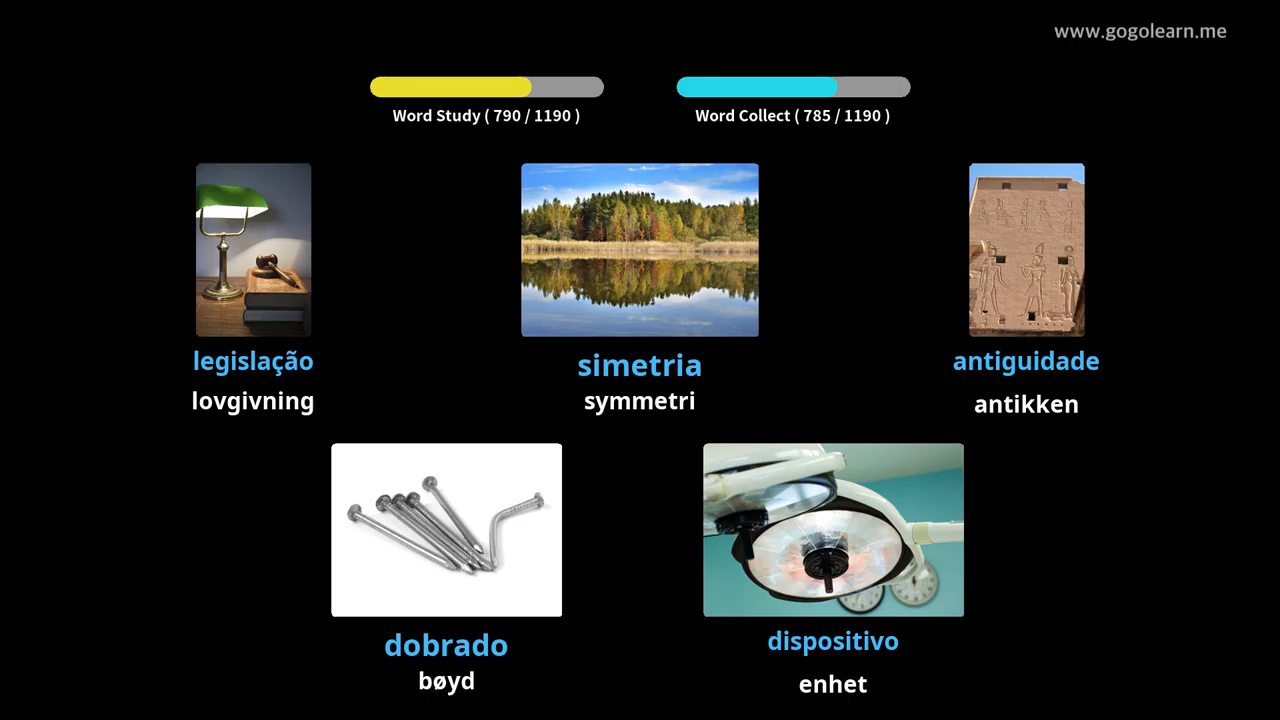 www.gogolearn.me
Word Study ( 790 / 1190 )
Word Collect ( 785 / 1190 )
legislação
lovgivning
simetria
symmetri
antiguidade
antikken
dobrado
bøyd
dispositivo
enhet